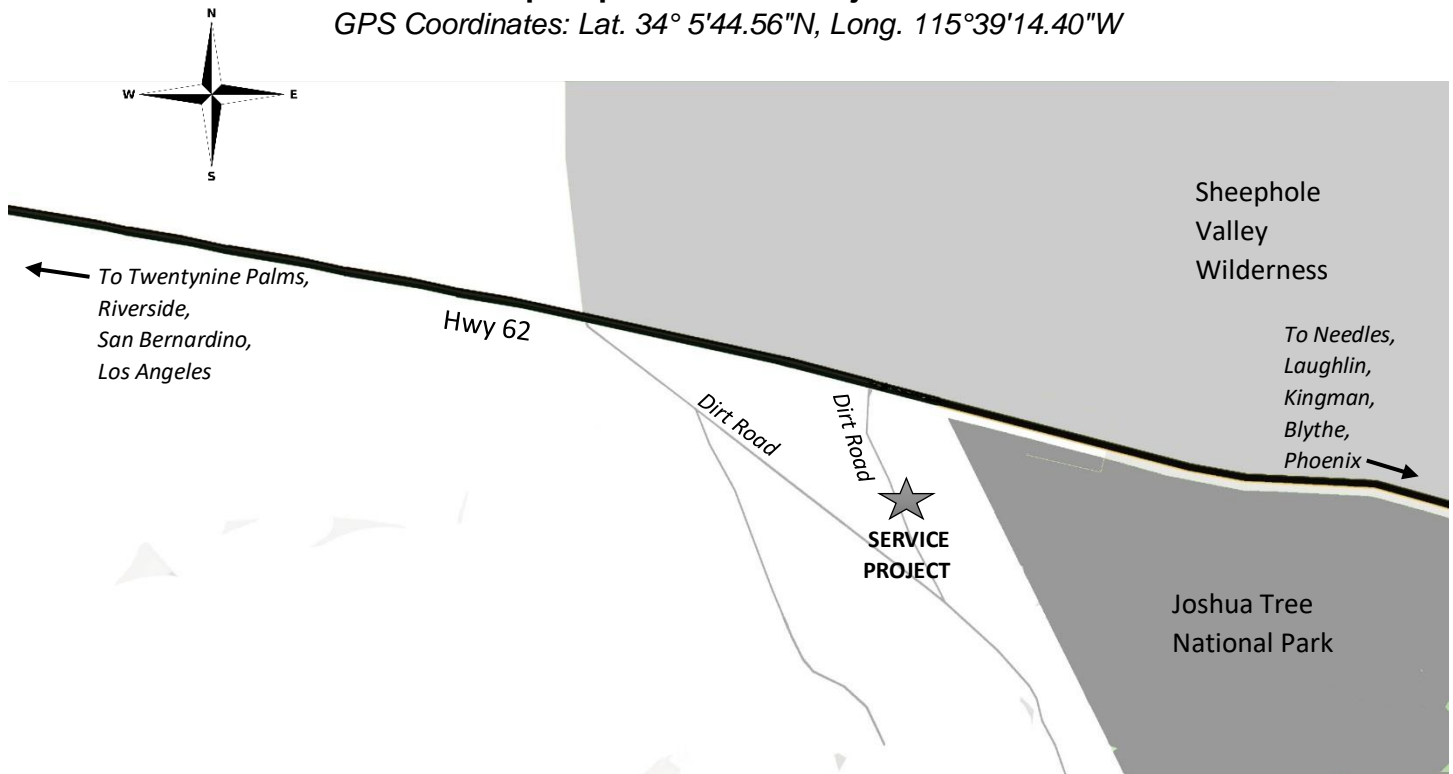 GPS Coordinates: Lat. 34° 5'44.56"N, Long. 115°39'14.40"W
N
W
E
S
Sheephole
Valley
Wilderness
To Twentynine Palms,
Riverside,
San Bernardino,
Los Angeles
Hwy 62
To Needles,
Laughlin,
Kingman,
Blythe,
Phoenix
Dirt Road
Dirt Road
SERVICE
PROJECT
Joshua Tree
National Park